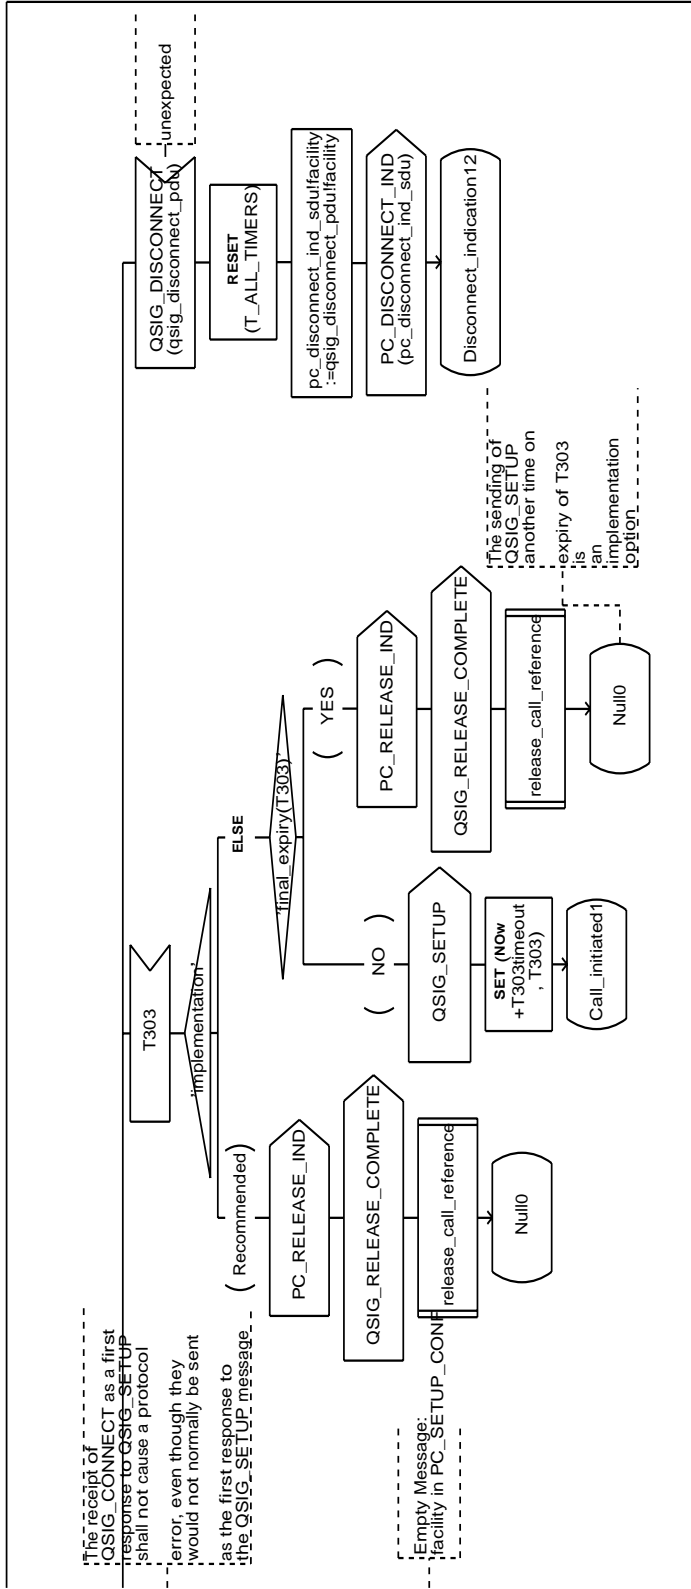 The receipt of
QSIG_CONNECT as a first
response to QSIG_SETUP
shall not cause a protocol
error, even though they
would not normally be sent
as the first response to
the QSIG_SETUP message
Empty Message:
facility in PC_SETUP_CONF
T303
'implementation'
(Recommended)
PC_RELEASE_IND
QSIG_RELEASE_COMPLETE
release_call_reference
Null0
ELSE
'final_expiry(T303)'
( NO )
QSIG_SETUP
SET (NOw
+T303timeout
, T303)
Call_initiated1
( YES )
PC_RELEASE_IND
QSIG_RELEASE_COMPLETE
release_call_reference
Null0
The sending of
QSIG_SETUP
another time on
expiry of T303
is
an
implementation
option
QSIG_DISCONNECT
(qsig_disconnect_pdu)
unexpected
RESET
(T_ALL_TIMERS)
pc_disconnect_ind_sdu!facility
:=qsig_disconnect_pdu!facility
PC_DISCONNECT_IND
(pc_disconnect_ind_sdu)
Disconnect_indication12